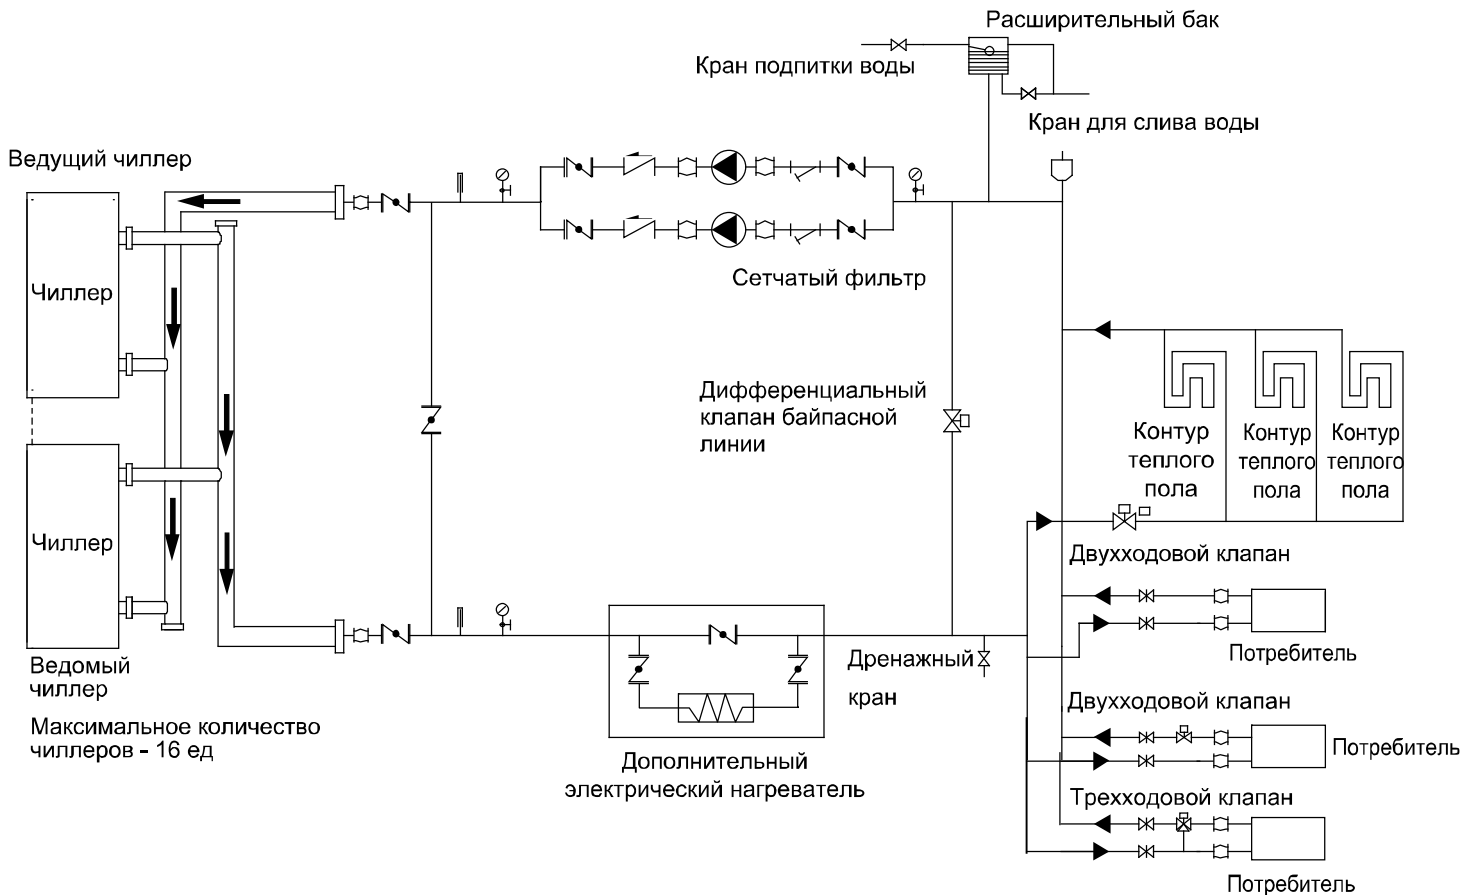 Расширительный бак
Кран подпитки воды
Кран для слива воды
Ведущий чиллер
Сетчатый фильтр
Чиллер
Дифференциальный
клапан байпасной
линии
Контур
теплого
пола
Контур
теплого
пола
Контур
теплого
пола
Чиллер
Двухходовой клапан
Потребитель
Ведомый
чиллер
Дренажный
кран
Двухходовой клапан
Максимальное количество
чиллеров - 16 ед
Потребитель
Дополнительный
электрический нагреватель
Трехходовой клапан
Потребитель